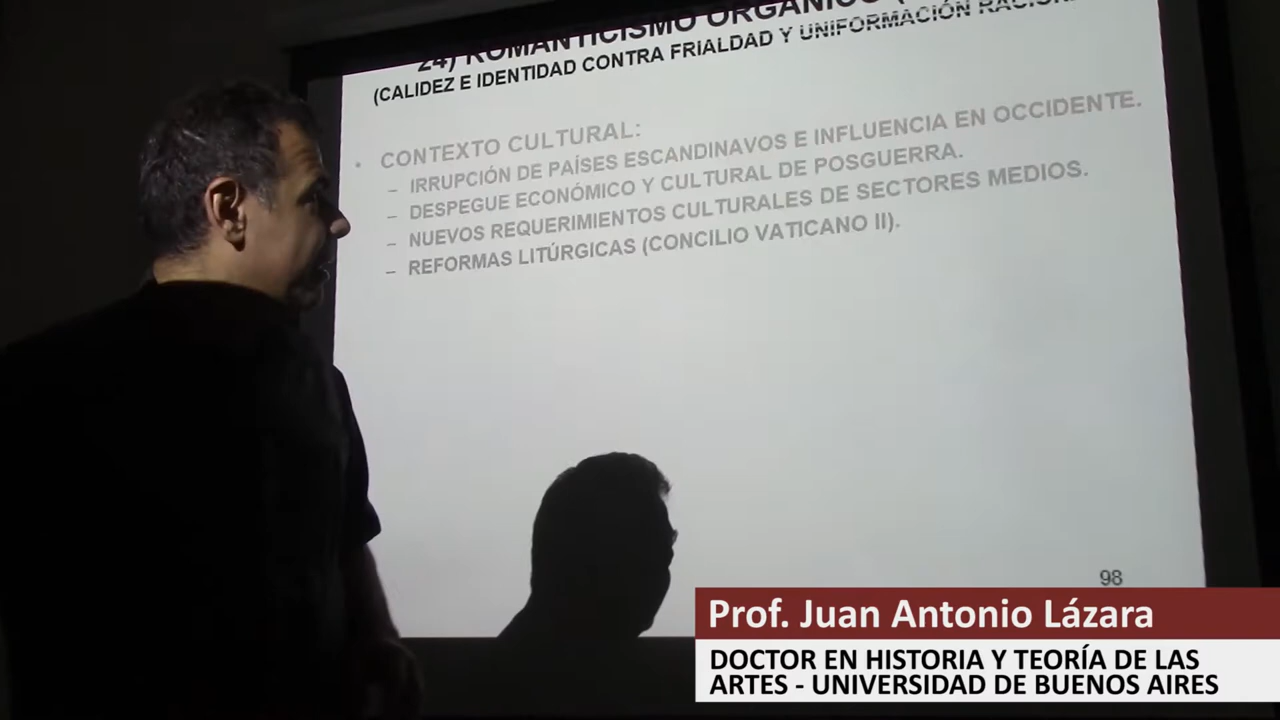 24) ROMANTICISMO ORGÁNICO
(CALIDEZ E IDENTIDAD CONTRA FRIALDAD Y UNIFORMACIÓN
• CONTEXTO CULTURAL:
– IRRUPCIÓN DE PAÍSES ESCANDINAVOS E INFLUENCIA EN OCCIDENTE.
– DESPEGUE ECONÓMICO Y CULTURAL DE POSGUERRA.
– NUEVOS REQUERIMIENTOS CULTURALES DE SECTORES MEDIOS.
– REFORMAS LITÚRGICAS (CONCILIO VATICANO II).
98
Prof. Juan Antonio Lázara
DOCTOR EN HISTORIA Y TEORÍA DE LAS
ARTES - UNIVERSIDAD DE BUENOS AIRES